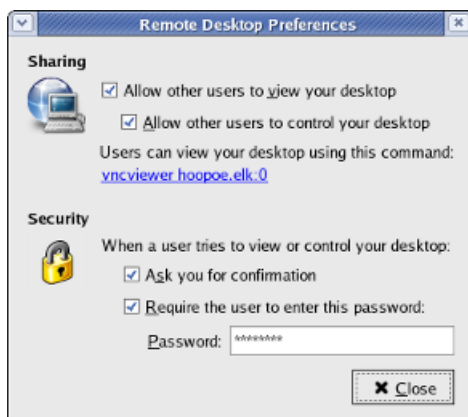 Remote Desktop Preferences
Sharing
Allow other users to view your desktop
Allow other users to control your desktop
Users can view your desktop using this command:
vncviewer hoopoe.elk:0
Security
When a user tries to view or control your desktop:
Ask you for confirmation
Require the user to enter this password:
Password: ********
Close